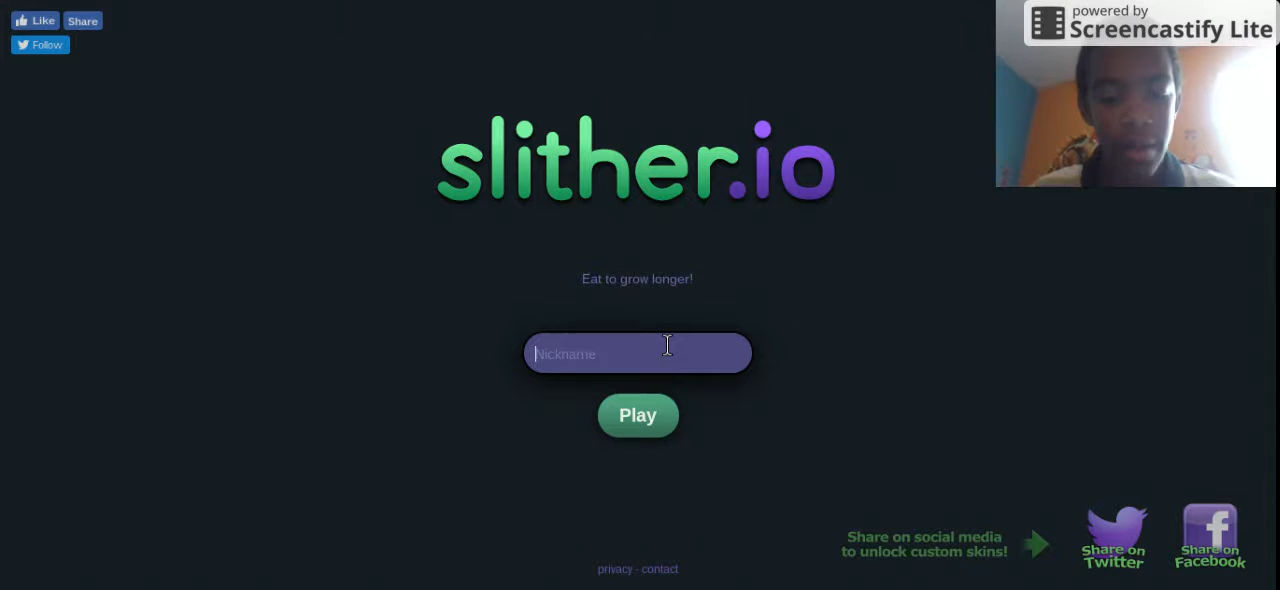 Like Share
Follow
powered by
Screencastify Lite
slither.io
Eat to grow longer!
Nickname
Play
Share on social media
to unlock custom skins!
Share on
Twitter
Share on
Facebook
privacy - contact